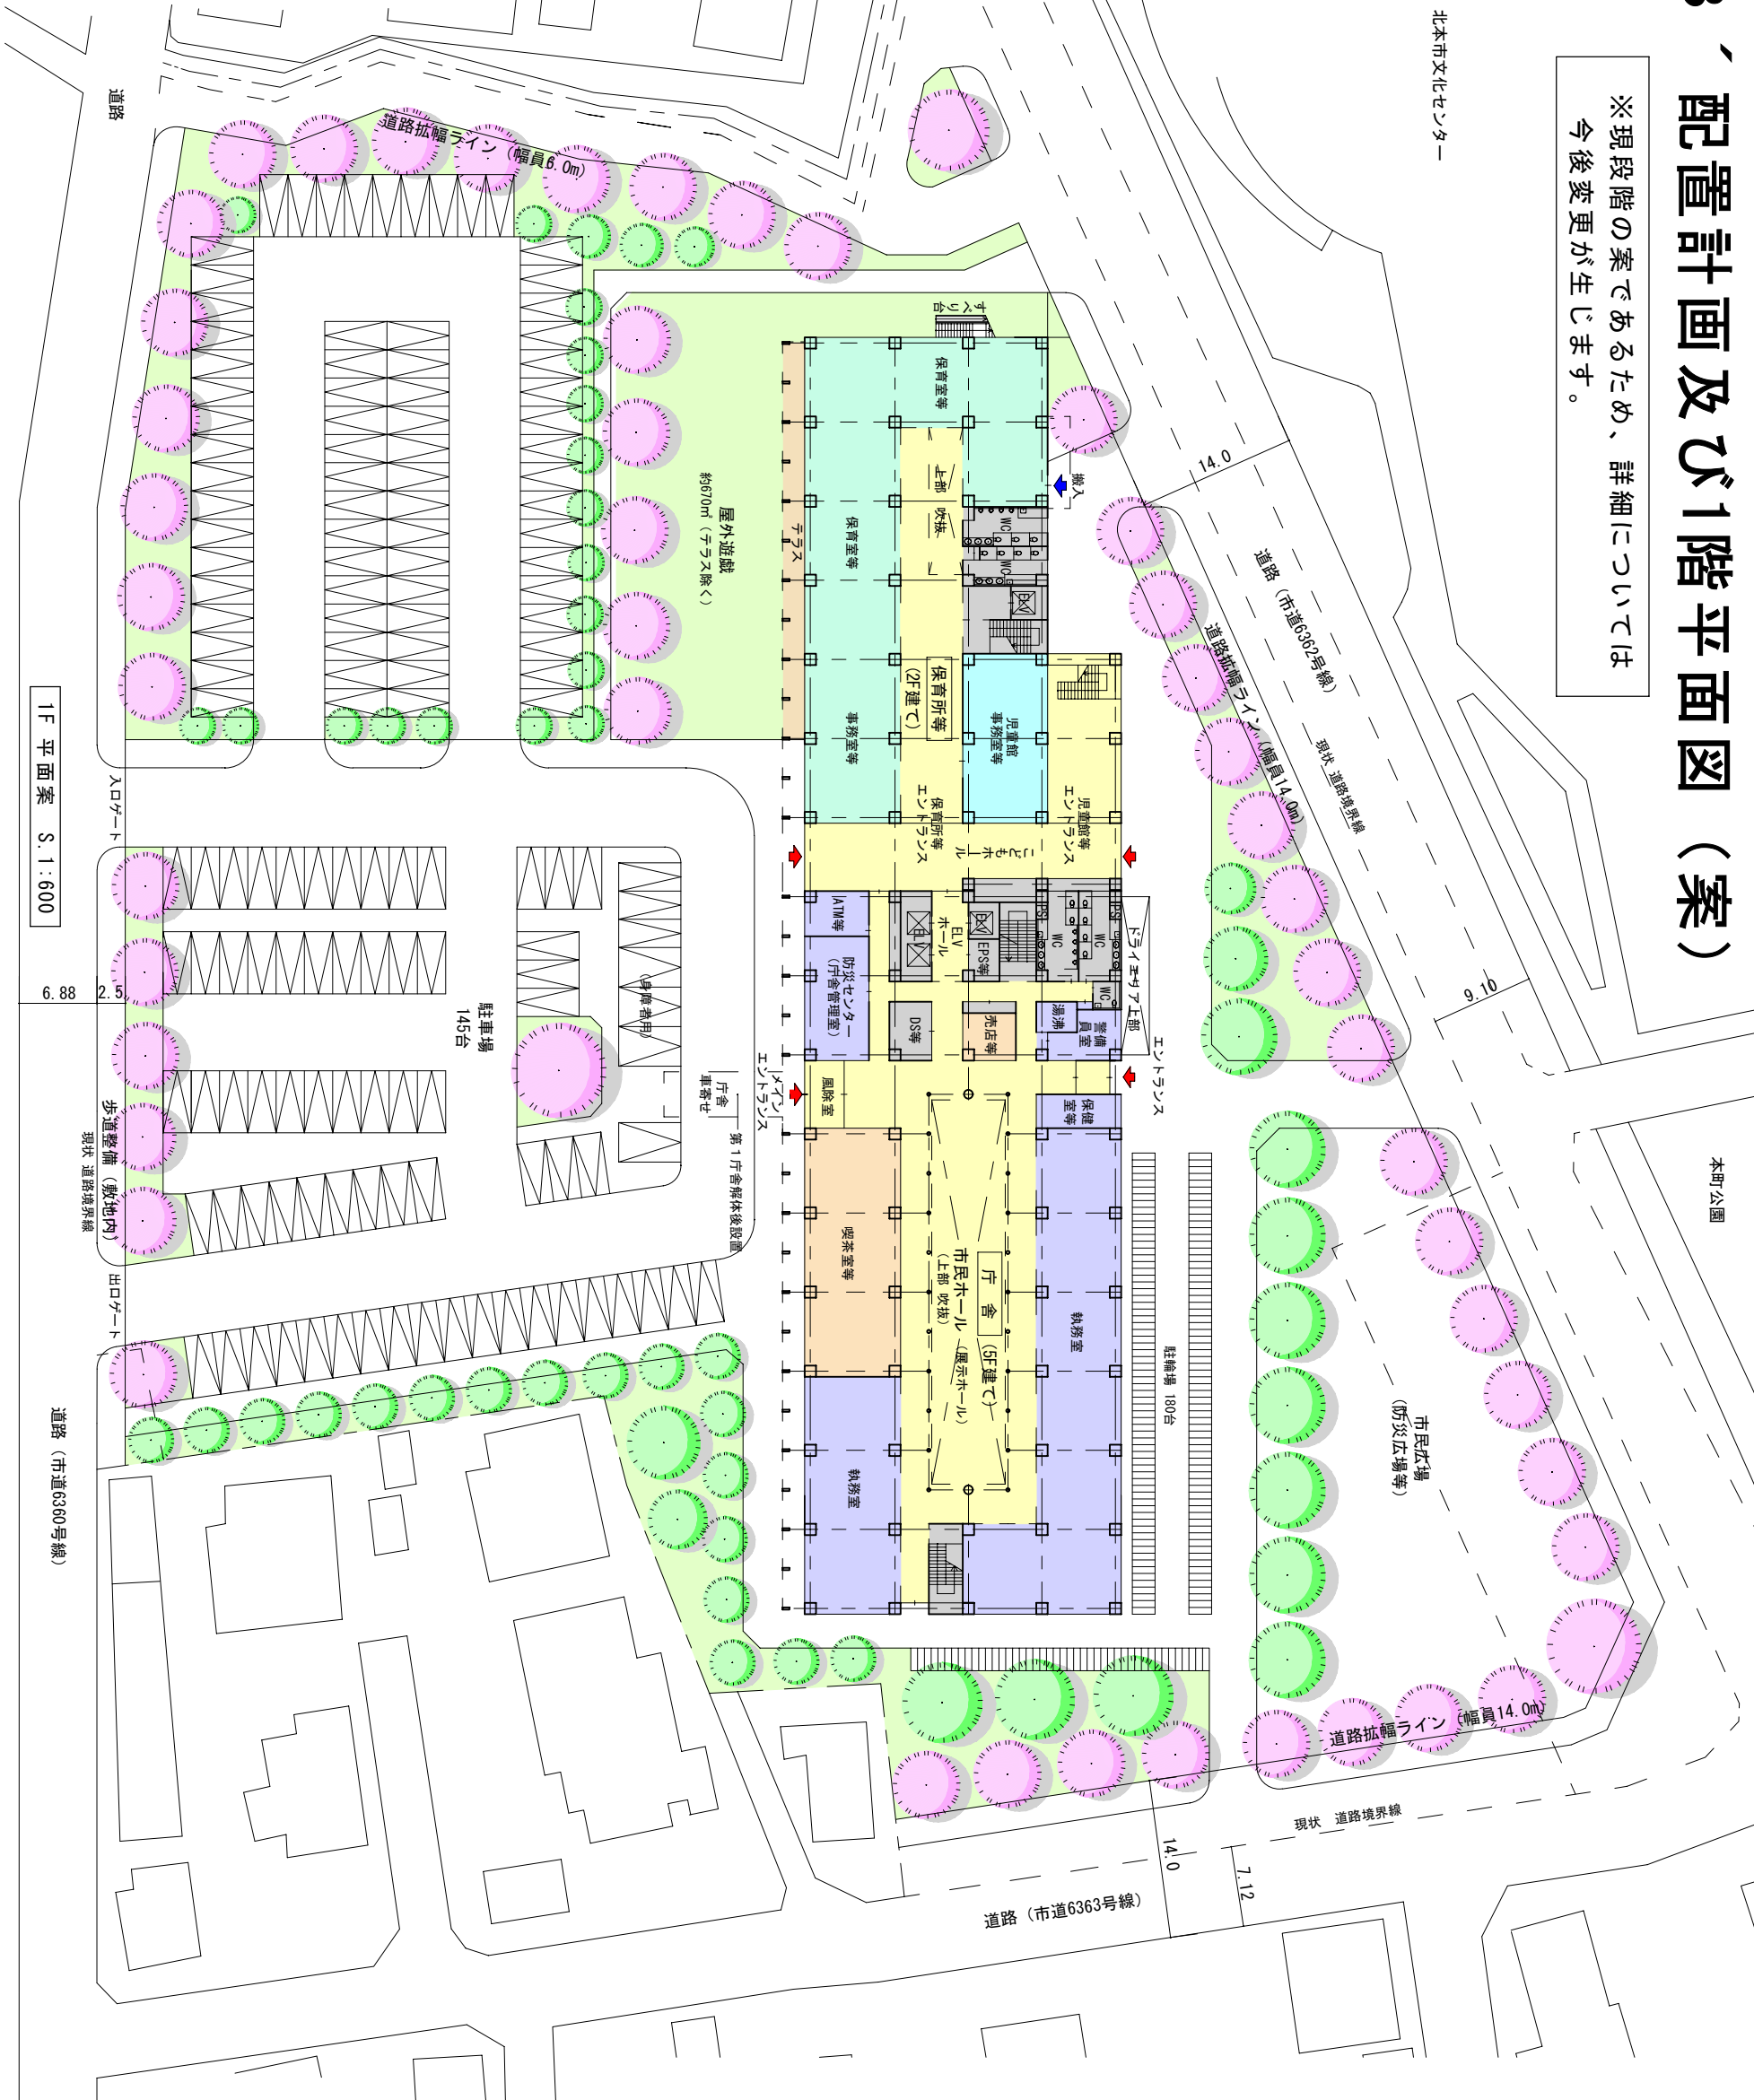 、配置計画及び1階平面図（案）
※現段階の案であるため、詳細については
今後変更が生じます。
北本市文化センター
本町公園
道路
道路拡幅ライン（幅員6.0m）
すべり台
搬入
14.0
道路（市道6362号線）
道路拡幅ライン（幅員14.0m）
現状 道路境界線
9.10
保育室等
上部 吹抜
保育室等
テラス
屋外遊戯
約670㎡（テラス除く）
WC
WC
ELV
保育所等
（2F建て）
児童館
事務室等
事務室等
児童館等
エントランス
保育所等
エントランス
こどもホール
ATM等
防災センター
（庁舎管理室）
ELV
ELV
ホール
ELV
EPS等
PS
PS
WC
WC
WC
ドライエリア上部
DS等
売店等
湯沸
警備
員室
エントランス
風除室
メイン
エントランス
保健
室等
庁舎
車寄せ
第1庁舎解体後設置
喫茶室等
庁 舎
（5F建て）
市民ホール（展示ホール）
（上部 吹抜）
執務室
執務室
駐輪場 180台
市民広場
（防災広場等）
道路拡幅ライン（幅員14.0m）
現状 道路境界線
14.0
7.12
道路（市道6363号線）
入口ゲート
駐車場
145台
（身障者用）
6.88
2.5
歩道整備（敷地内）
現状 道路境界線
出口ゲート
道路（市道6360号線）
1F 平面案 S.1:600